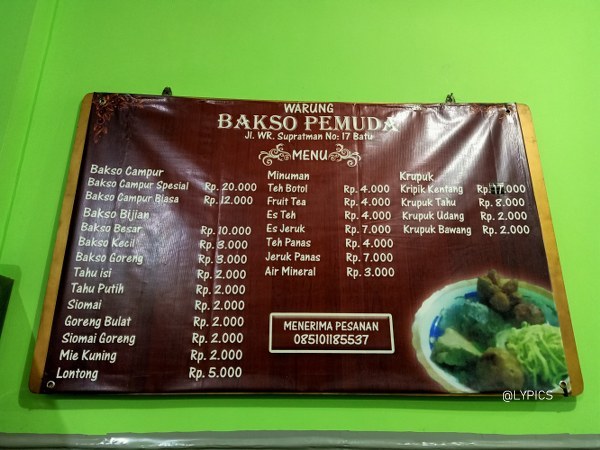 WARUNG
BAKSO PEMUDA
Jl. WR. Supratman No: 17 Batu
MENU
Bakso Campur
Bakso Campur Spesial Rp. 20.000
Bakso Campur Biasa Rp. 12.000
Bakso Bijian
Bakso Besar Rp. 10.000
Bakso Kecil Rp. 3.000
Bakso Goreng Rp. 3.000
Tahu isi Rp. 2.000
Tahu Putih Rp. 2.000
Siomai Rp. 2.000
Goreng Bulat Rp. 2.000
Siomai Goreng Rp. 2.000
Mie Kuning Rp. 2.000
Lontong Rp. 5.000
Minuman
Teh Botol Rp. 4.000
Fruit Tea Rp. 4.000
Es Teh Rp. 4.000
Es Jeruk Rp. 7.000
Teh Panas Rp. 4.000
Jeruk Panas Rp. 7.000
Air Mineral Rp. 3.000
Krupuk
Kripik Kentang Rp. 17.000
Krupuk Tahu Rp. 8.000
Krupuk Udang Rp. 2.000
Krupuk Bawang Rp. 2.000
MENERIMA PESANAN
085101185537
@LYPICS